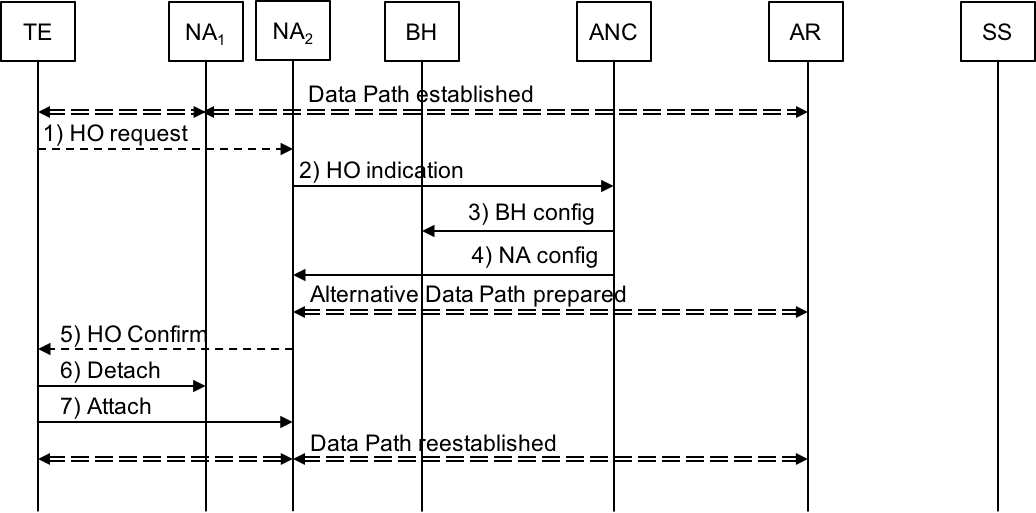 TE NA1 NA2 BH ANC AR SS
Data Path established
1) HO request
2) HO indication
3) BH config
4) NA config
Alternative Data Path prepared
5) HO Confirm
6) Detach
7) Attach
Data Path reestablished